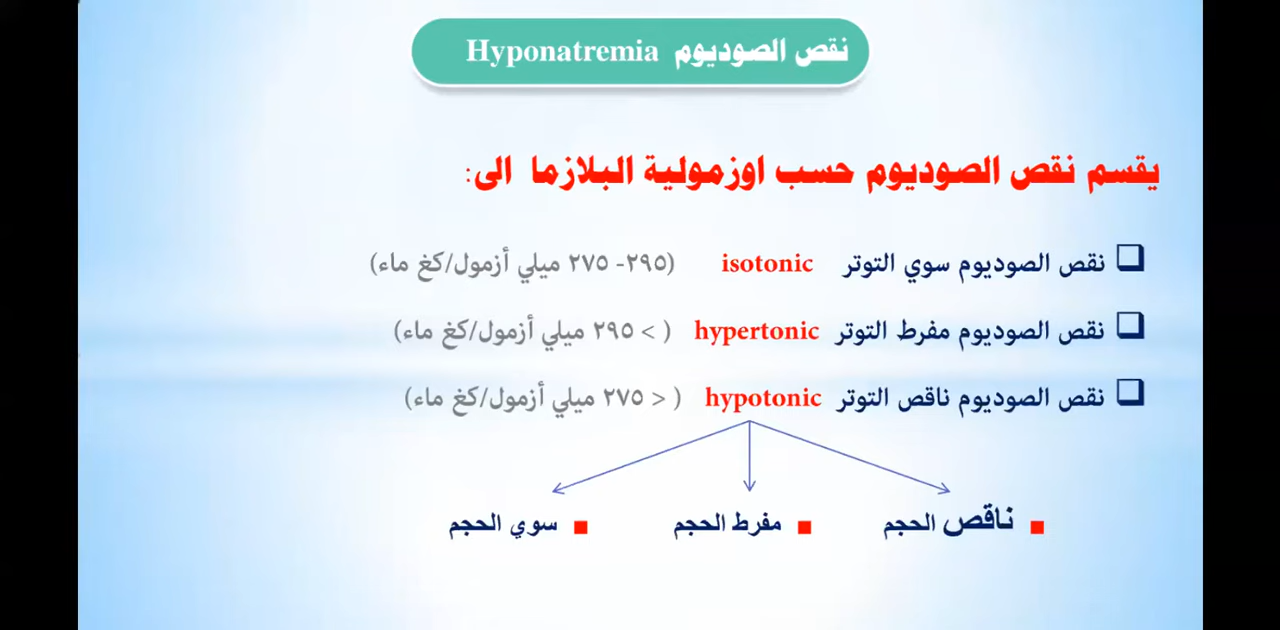 نقص الصوديوم Hyponatremia
يقسم نقص الصوديوم حسب اوزمولية البلازما الى:
نقص الصوديوم سوي التوتر isotonic (٢٩٥- ٢٧٥ ميلي أزمول/كغ ماء)
نقص الصوديوم مفرط التوتر hypertonic ( > ٢٩٥ ميلي أزمول/كغ ماء)
نقص الصوديوم ناقص التوتر hypotonic ( < ٢٧٥ ميلي أزمول/كغ ماء)
ناقص الحجم
مفرط الحجم
سوي الحجم